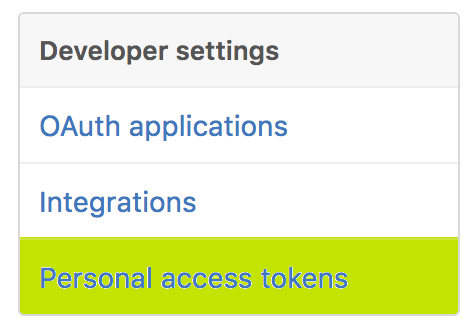 Developer settings
OAuth applications
Integrations
Personal access tokens